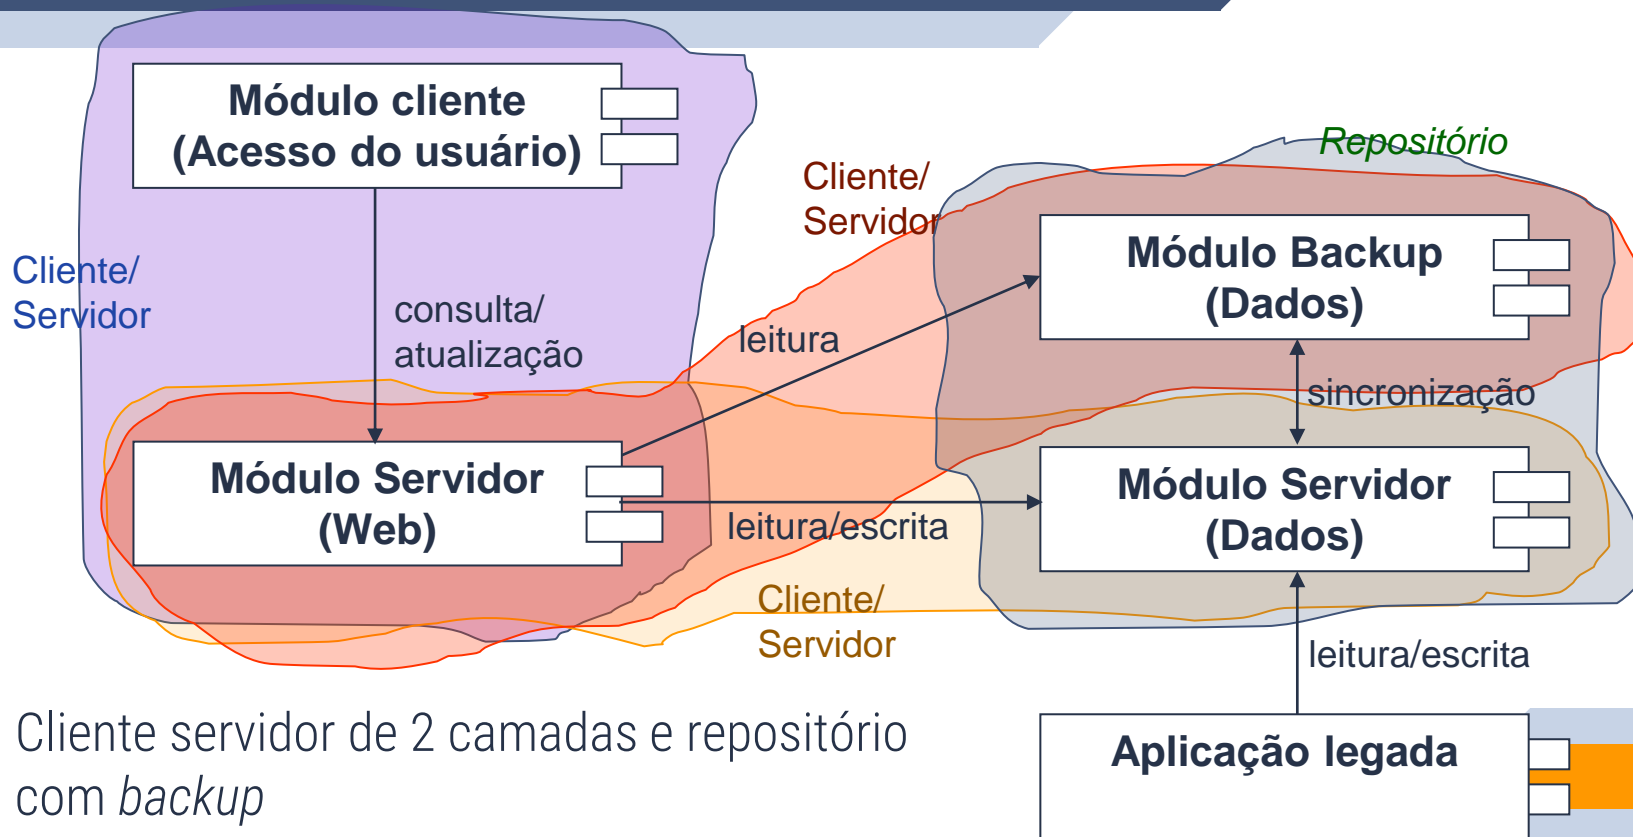 Módulo cliente
(Acesso do usuário)
Repositório
Cliente/
Servidor
Módulo Backup
(Dados)
Cliente/
Servidor
consulta/
atualização
leitura
sincronização
Módulo Servidor
(Web)
leitura/escrita
Módulo Servidor
(Dados)
Cliente/
Servidor
leitura/escrita
Cliente servidor de 2 camadas e repositório
com backup
Aplicação legada